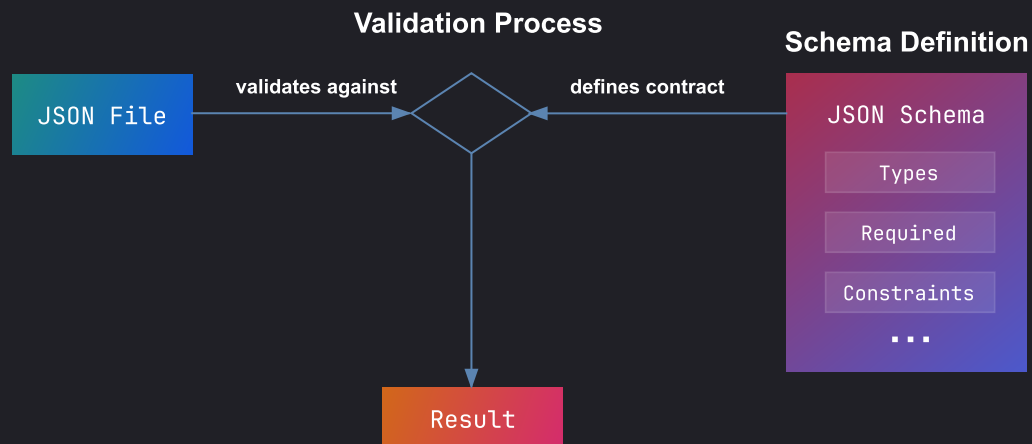 Validation Process
Schema Definition
JSON File
validates against
defines contract
JSON Schema
Types
Required
Constraints
...
Result